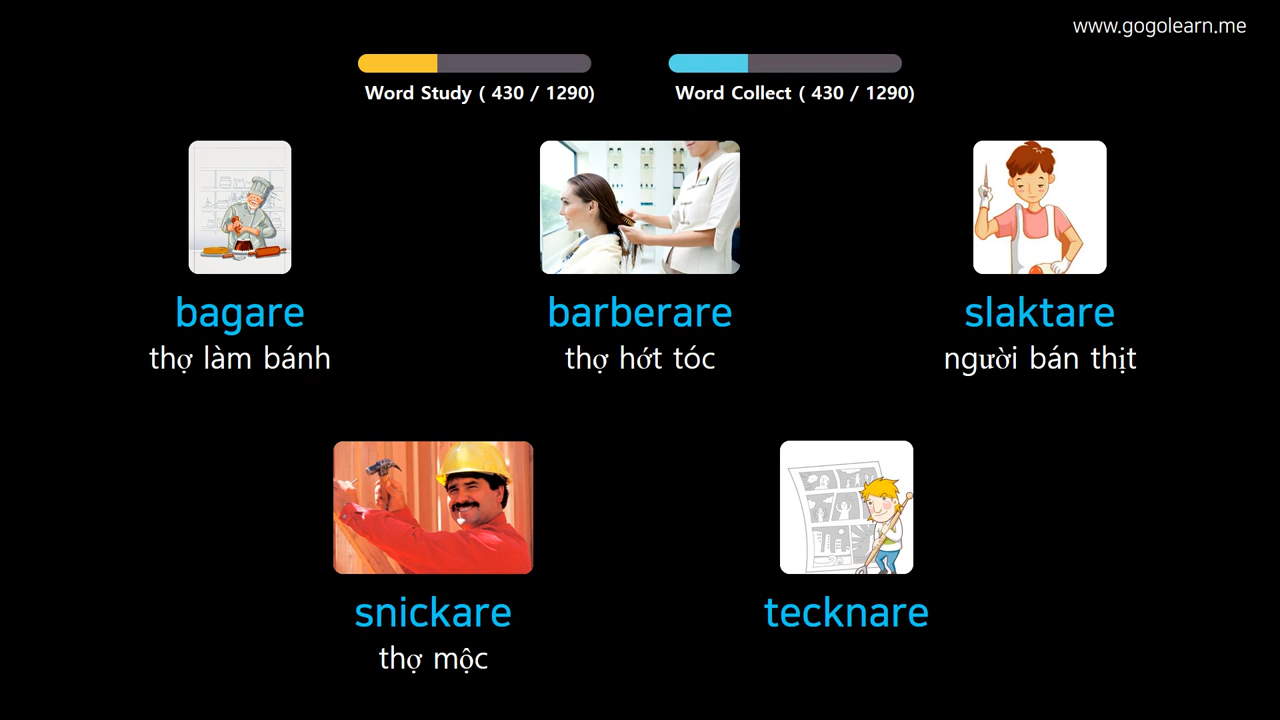 www.gogolearn.me
Word Study ( 430 / 1290)
Word Collect ( 430 / 1290)
bagare
thợ làm bánh
barberare
thợ hớt tóc
slaktare
người bán thịt
snickare
thợ mộc
tecknare